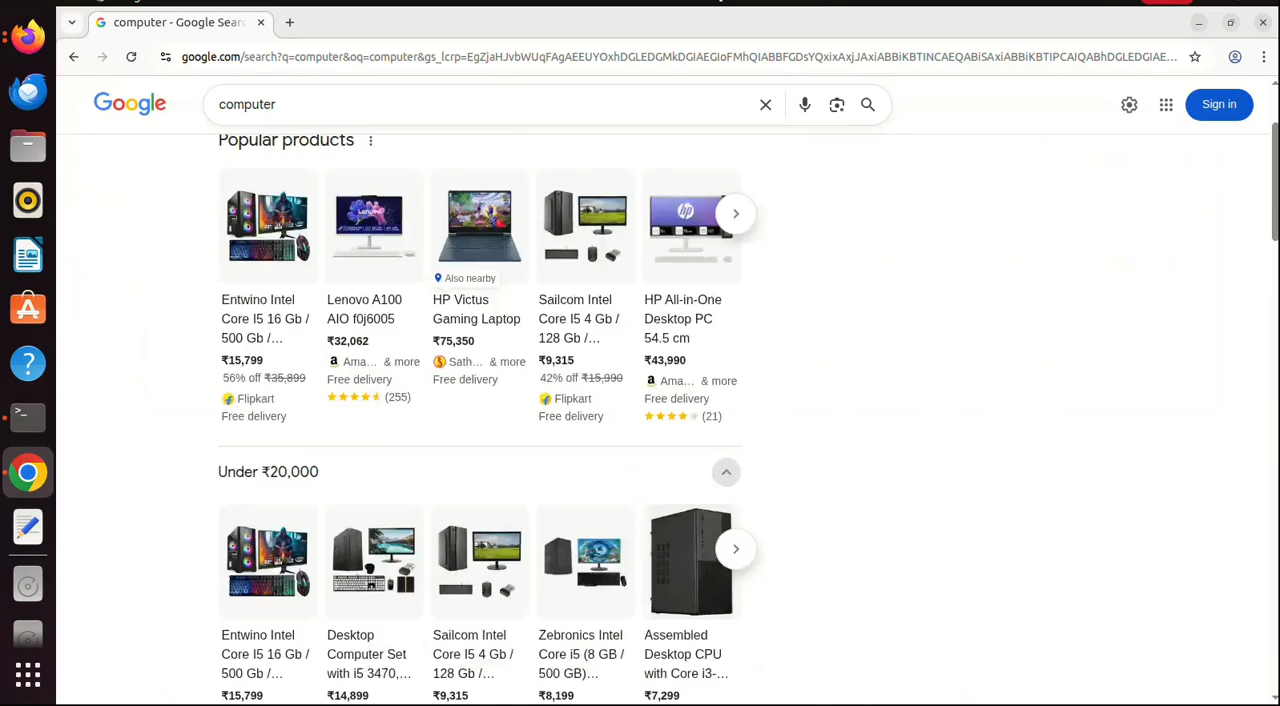 computer - Google Sear
google.com/search?q=computer&oq=computer&gs_lcrp=EgZjaHJvbWUqFAgAEEUYOxhDGLEDGMkDGIAEGIoFMhQIABBFGDsYQxixAxjJAxiABBiKBTINCAEQABiSAxiABBiKBTIPCAIQABhDGLEDGIAE...
Google
computer
Sign in
Popular products
Also nearby
Entwino Intel
Core I5 16 Gb /
500 Gb /...
₹15,799
56% off ₹35,899
Flipkart
Free delivery
Lenovo A100
AIO f0j6005
₹32,062
Ama... & more
Free delivery
(255)
HP Victus
Gaming Laptop
₹75,350
Sath... & more
Free delivery
Sailcom Intel
Core I5 4 Gb /
128 Gb /...
₹9,315
42% off ₹15,990
Flipkart
Free delivery
HP All-in-One
Desktop PC
54.5 cm
₹43,990
Ama... & more
Free delivery
(21)
Under ₹20,000
Entwino Intel
Core I5 16 Gb /
500 Gb /...
₹15,799
Desktop
Computer Set
with i5 3470,...
₹14,899
Sailcom Intel
Core I5 4 Gb /
128 Gb /...
₹9,315
Zebronics Intel
Core i5 (8 GB /
500 GB)...
₹8,199
Assembled
Desktop CPU
with Core i3-...
₹7,299